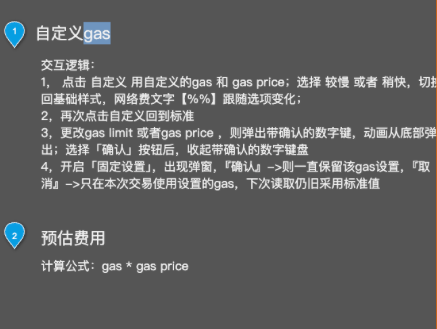 1
自定义gas
交互逻辑：
1， 点击 自定义 用自定义的gas 和 gas price；选择 较慢 或者 稍快，切换
回基础样式，网络费文字【%%】跟随选项变化；
2，再次点击自定义回到标准
3，更改gas limit 或者gas price ，则弹出带确认的数字键，动画从底部弹
出；选择「确认」按钮后，收起带确认的数字键盘
4，开启「固定设置」，出现弹窗，『确认』->则一直保留该gas设置，『取
消』->只在本次交易使用设置的gas，下次读取仍旧采用标准值
2
预估费用
计算公式：gas * gas price